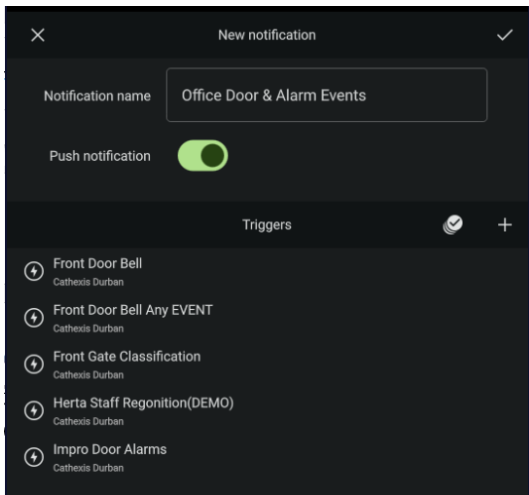 New notification
Notification name
Office Door & Alarm Events
Push notification
Triggers
Front Door Bell
Cathexis Durban
Front Door Bell Any EVENT
Cathexis Durban
Front Gate Classification
Cathexis Durban
Herta Staff Regonition(DEMO)
Cathexis Durban
Impro Door Alarms
Cathexis Durban